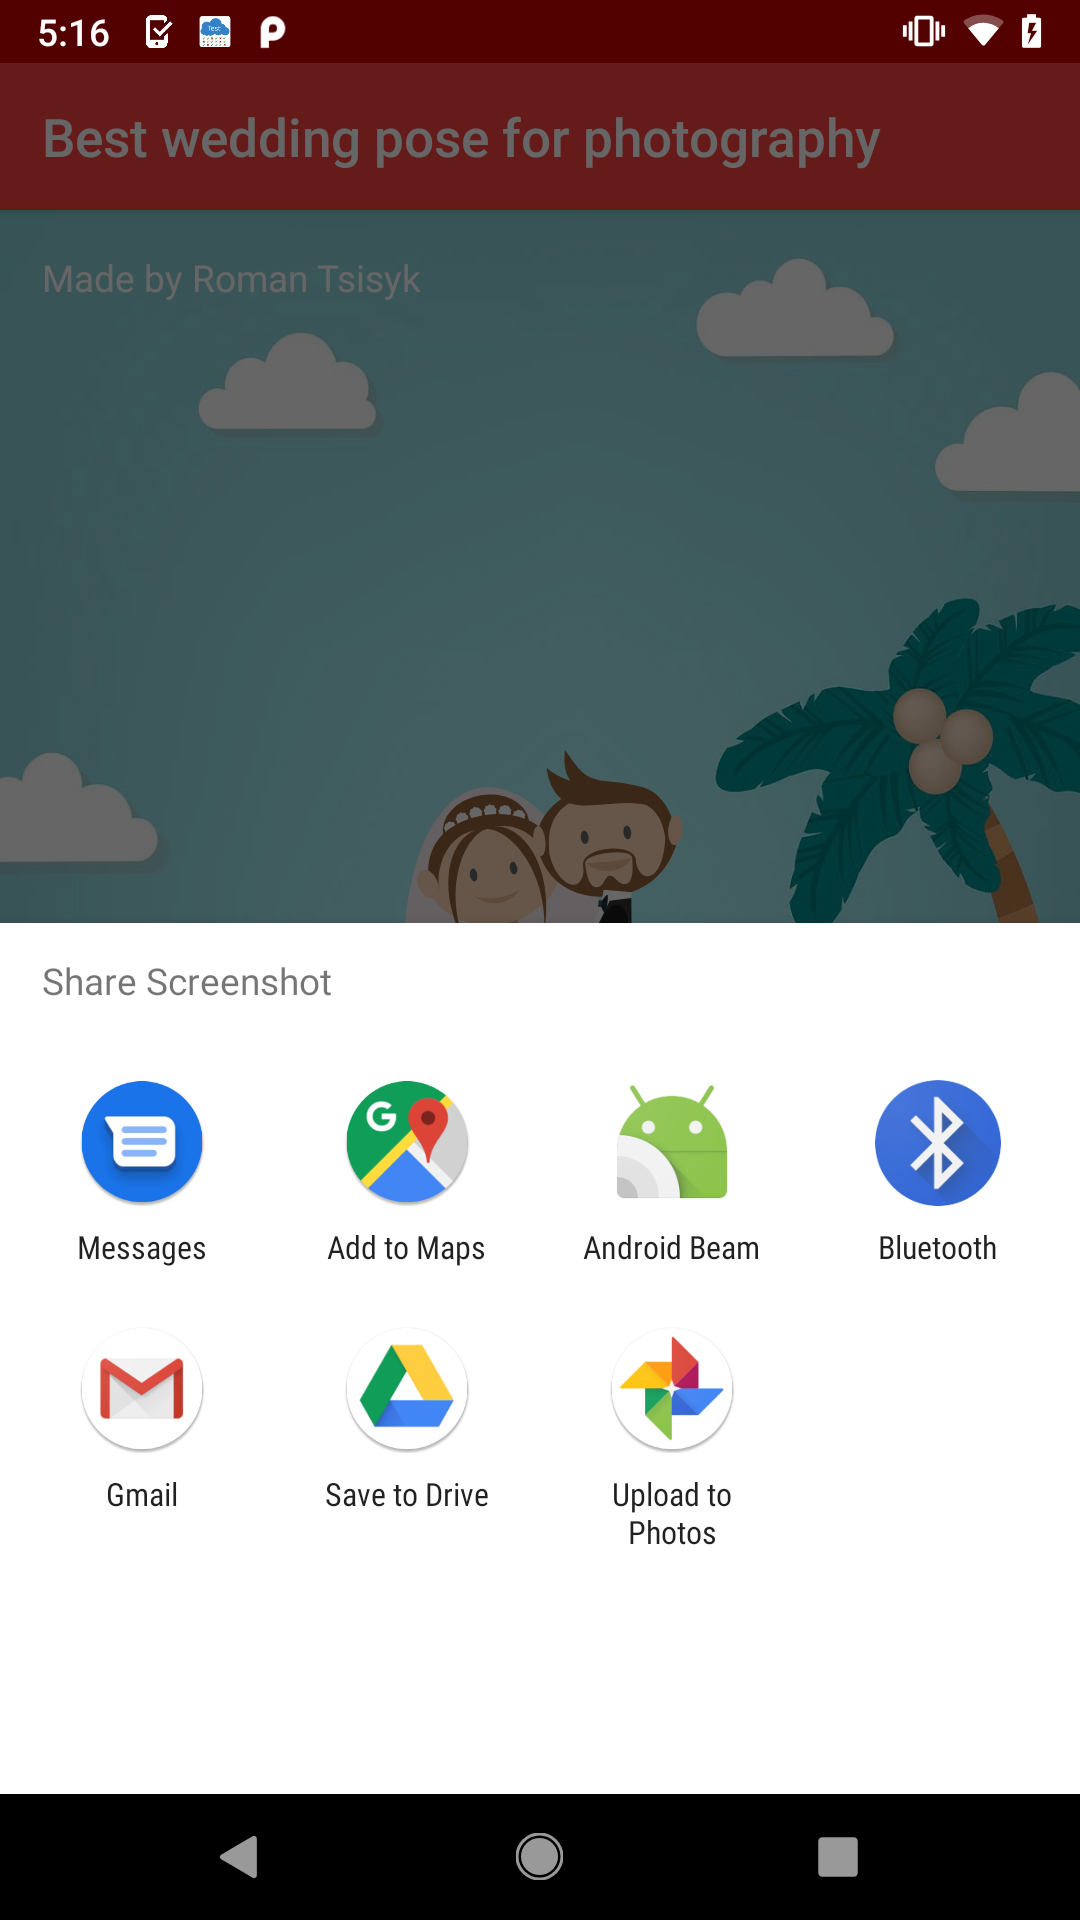 5:16
Test
Best wedding pose for photography
Made by Roman Tsisyk
Share Screenshot
Messages
Add to Maps
Android Beam
Bluetooth
Gmail
Save to Drive
Upload to
Photos